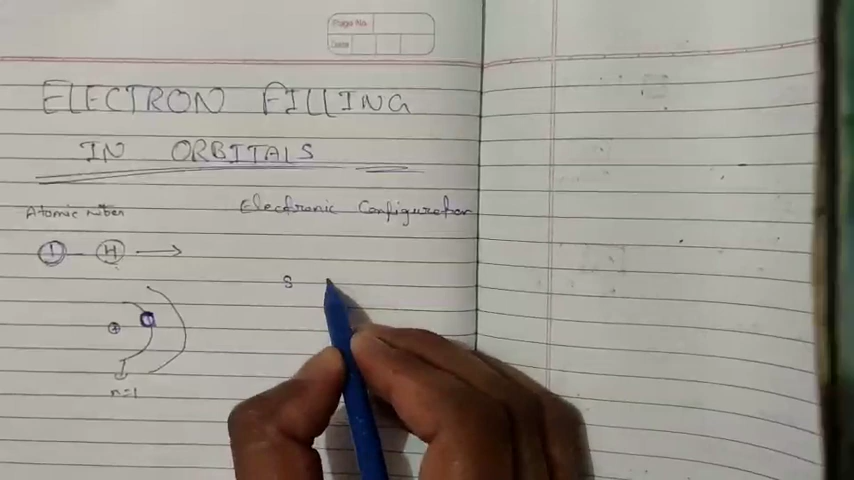 Page No.
Date
ELECTRON FILLING
IN ORBITALS
Atomic number Electronic Configuration
1 - H →
S
n=1